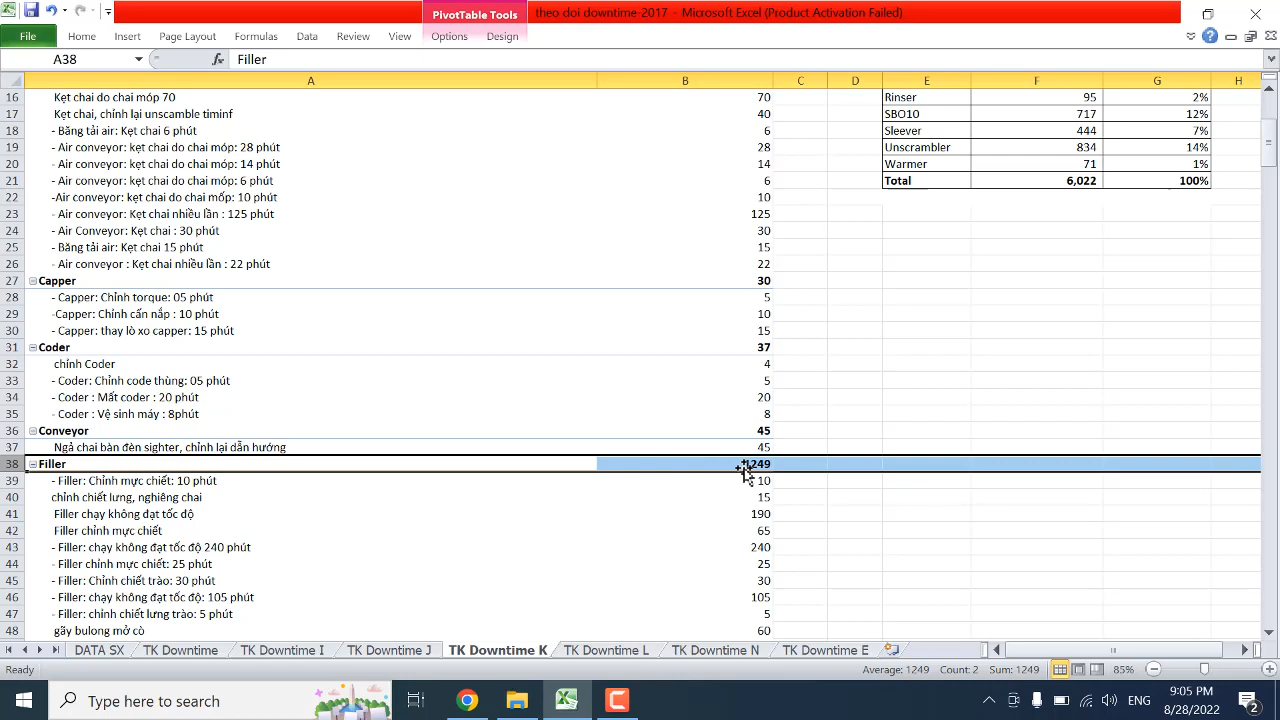 PivotTable Tools
theo doi downtime-2017 - Microsoft Excel (Product Activation Failed)
File Home Insert Page Layout Formulas Data Review View Options Design
A38 fx Filler
A B C D E F G H
16 Kẹt chai do chai móp 70 70 Rinser 95 2%
17 Kẹt chai, chỉnh lại unscamble timinf 40 SBO10 717 12%
18 - Băng tải air: Kẹt chai 6 phút 6 Sleever 444 7%
19 - Air conveyor: kẹt chai do chai móp: 28 phút 28 Unscrambler 834 14%
20 - Air conveyor: kẹt chai do chai móp: 14 phút 14 Warmer 71 1%
21 - Air conveyor: kẹt chai do chai móp: 6 phút 6 Total 6,022 100%
22 -Air conveyor: kẹt chai do chai mốp: 10 phút 10
23 - Air conveyor: Kẹt chai nhiều lần : 125 phút 125
24 - Air Conveyor: Kẹt chai : 30 phút 30
25 - Băng tải air: Kẹt chai 15 phút 15
26 - Air conveyor : Kẹt chai nhiều lần : 22 phút 22
27 Capper 30
28 - Capper: Chỉnh torque: 05 phút 5
29 -Capper: Chỉnh cấn nắp : 10 phút 10
30 - Capper: thay lò xo capper: 15 phút 15
31 Coder 37
32 chỉnh Coder 4
33 - Coder: Chỉnh code thùng: 05 phút 5
34 - Coder : Mất coder : 20 phút 20
35 - Coder : Vệ sinh máy : 8phút 8
36 Conveyor 45
37 Ngả chai bàn đèn sighter, chỉnh lại dẫn hướng 45
38 Filler 1249
39 Filler: Chỉnh mực chiết: 10 phút 10
40 chỉnh chiết lưng, nghiêng chai 15
41 Filler chạy không đạt tốc độ 190
42 Filler chỉnh mực chiết 65
43 - Filler: chạy không đạt tốc độ 240 phút 240
44 - Filler chỉnh mực chiết: 25 phút 25
45 - Filler: Chỉnh chiết trào: 30 phút 30
46 - Filler: chạy không đạt tốc độ: 105 phút 105
47 - Filler: chỉnh chiết lưng trào: 5 phút 5
48 gãy bulong mở cò 60
DATA SX TK Downtime TK Downtime I TK Downtime J TK Downtime K TK Downtime L TK Downtime N TK Downtime E
Ready Average: 1249 Count: 2 Sum: 1249 85%
Type here to search ENG 9:05 PM
8/28/2022 2